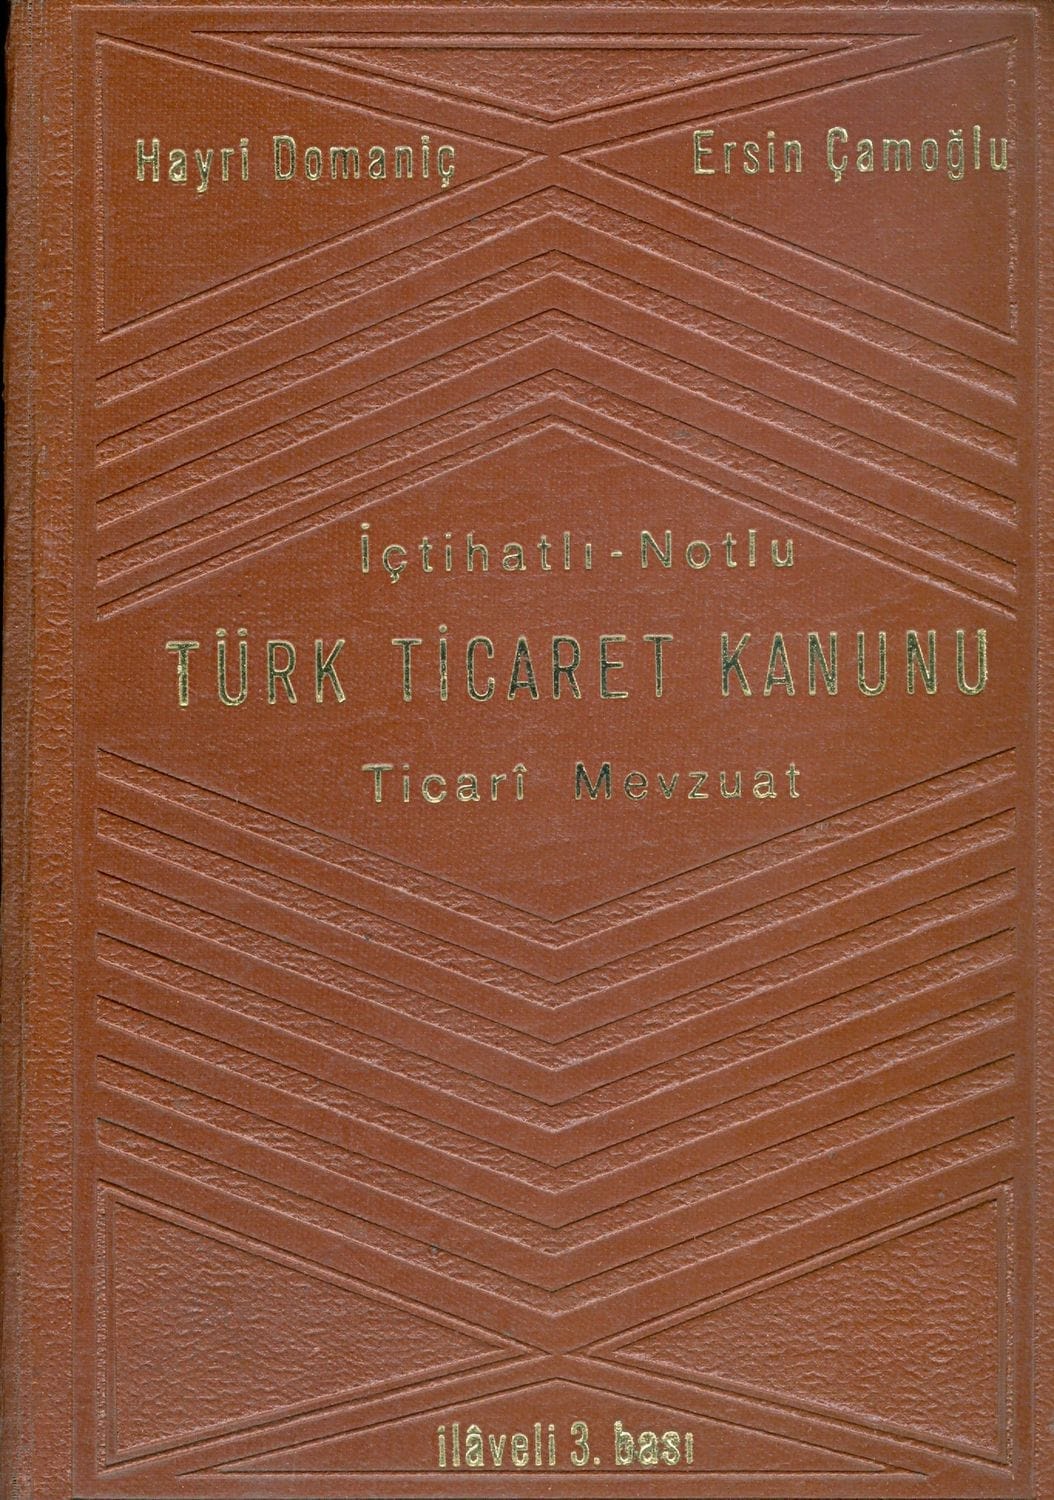 Hayri Domaniç
Ersin Çamoğlu
İçtihatlı - Notlu
TÜRK TİCARET KANUNU
Ticarî Mevzuat
ilâveli 3. bası